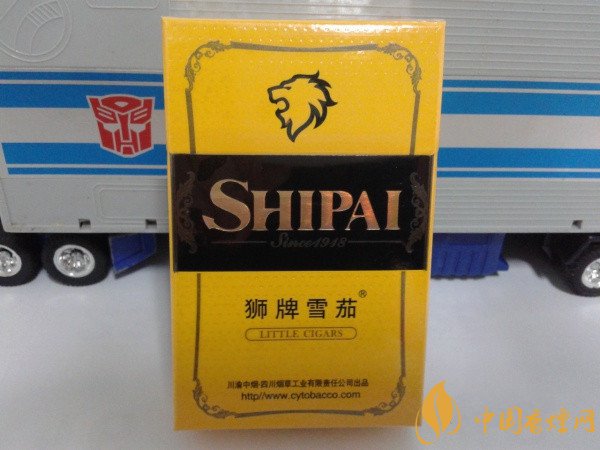 SHIPAI
Since1918
狮牌雪茄®
LITTLE CIGARS
川渝中烟·四川烟草工业有限责任公司出品
http//www.cytobacco.com
中国香烟网